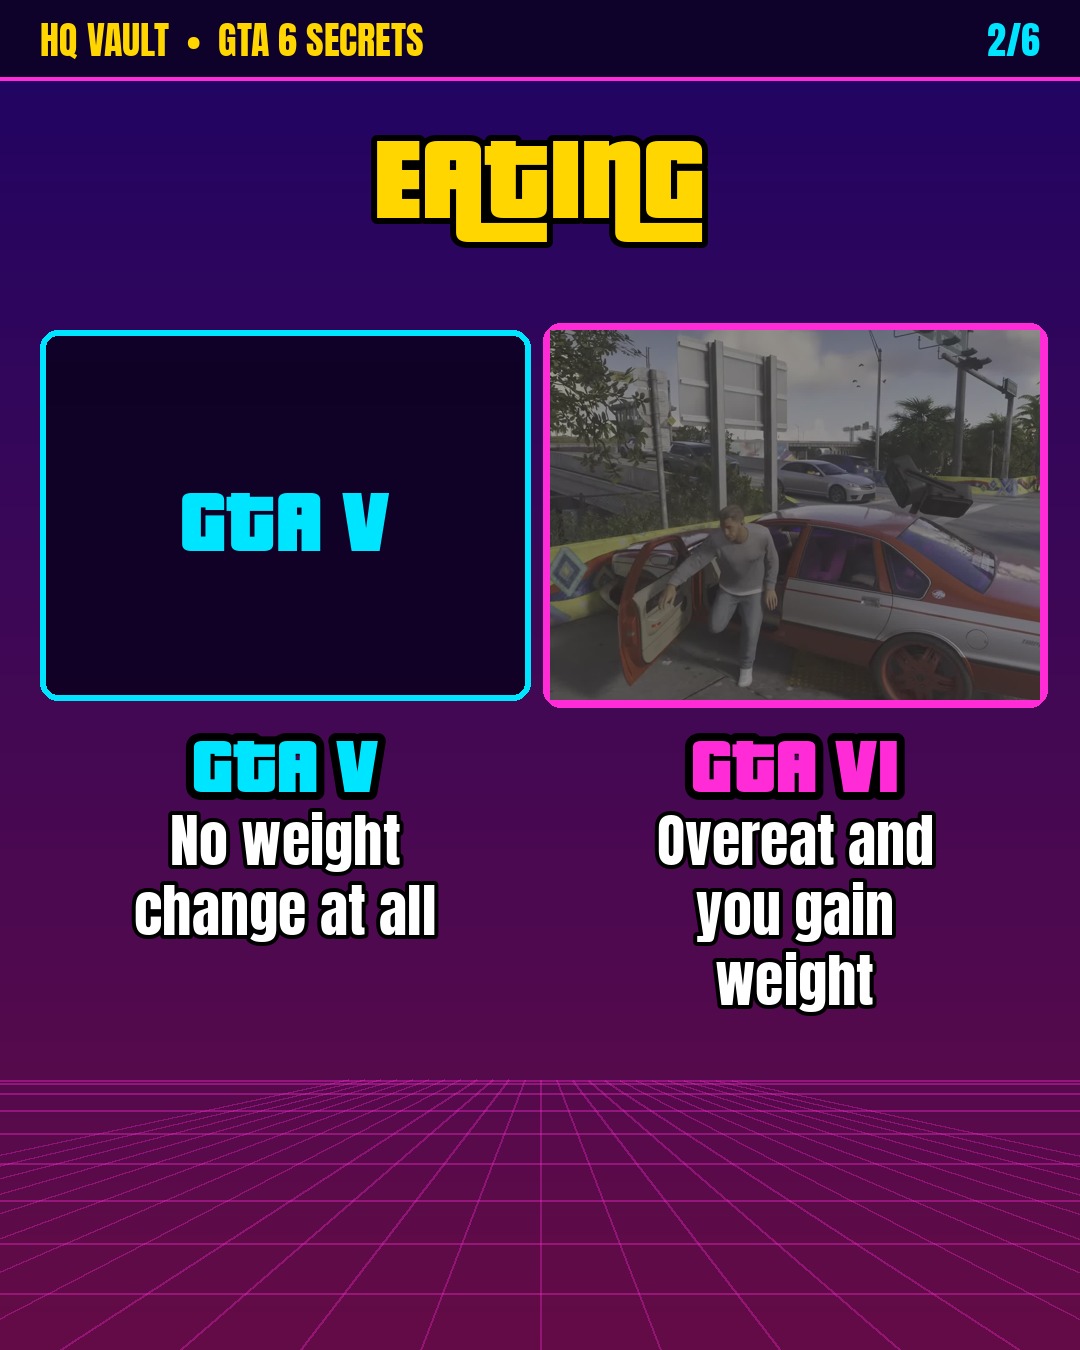 HQ VAULT • GTA 6 SECRETS
2/6
EATING
GTA V
GTA V
No weight
change at all
GTA VI
Overeat and
you gain
weight